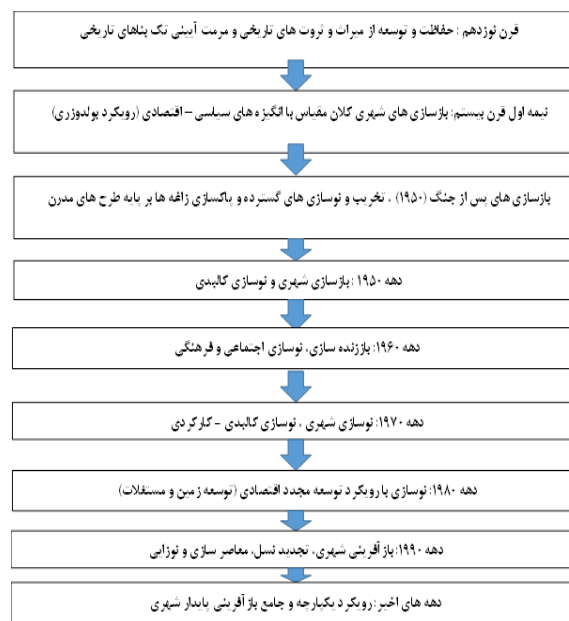 قرن نوزدهم : حفاظت و توسعه از میراث و ثروت های تاریخی و مرمت آیینی تک بناهای تاریخی
نیمه اول قرن بیستم: بازسازی های شهری کلان مقیاس با انگیزه های سیاسی – اقتصادی (رویکرد بولدوزری)
بازسازی های پس از جنگ (۱۹۵۰) ، تخریب و نوسازی های گسترده و پاکسازی زاغه ها بر پایه طرح های مدرن
دهه ۱۹۵۰ : بازسازی شهری و نوسازی کالبدی
دهه ۱۹۶۰: باززنده سازی، نوسازی اجتماعی و فرهنگی
دهه ۱۹۷۰: نوسازی شهری ، نوسازی کالبدی – کارکردی
دهه ۱۹۸۰: نوسازی با رویکرد توسعه مجدد اقتصادی (توسعه زمین و مستغلات)
دهه ۱۹۹۰: باز آفرینی شهری، تجدید نسل، معاصر سازی و نوزایی
دهه های اخیر: رویکرد یکپارچه و جامع باز آفرینی پایدار شهری